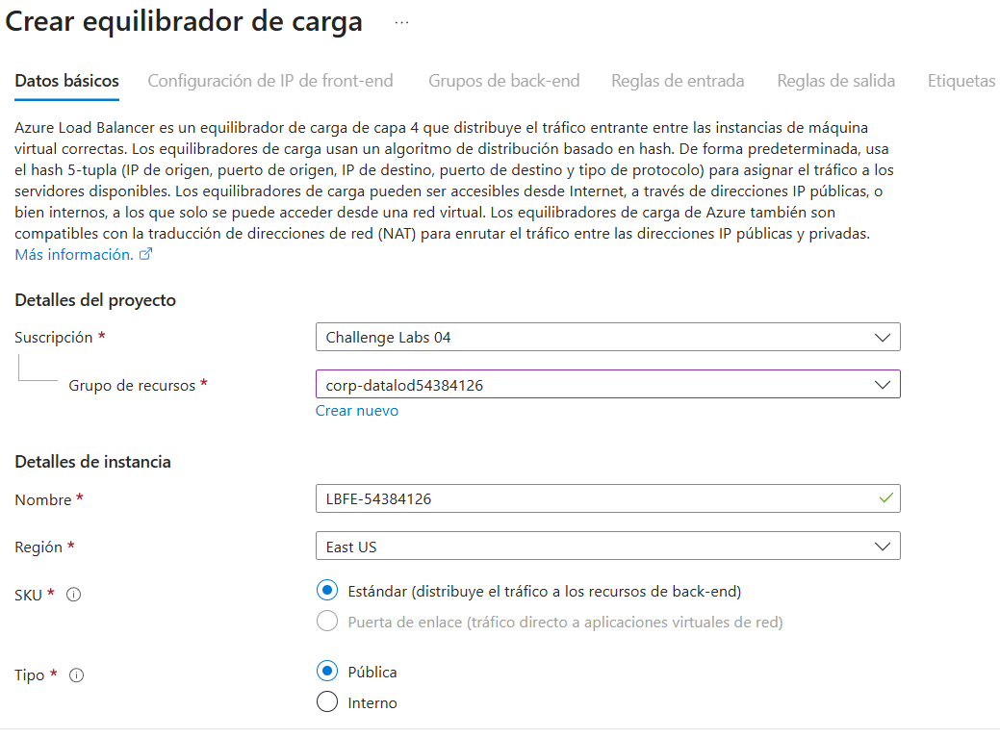 Crear equilibrador de carga ...
Datos básicos Configuración de IP de front-end Grupos de back-end Reglas de entrada Reglas de salida Etiquetas
Azure Load Balancer es un equilibrador de carga de capa 4 que distribuye el tráfico entrante entre las instancias de máquina
virtual correctas. Los equilibradores de carga usan un algoritmo de distribución basado en hash. De forma predeterminada, usa
el hash 5-tupla (IP de origen, puerto de origen, IP de destino, puerto de destino y tipo de protocolo) para asignar el tráfico a los
servidores disponibles. Los equilibradores de carga pueden ser accesibles desde Internet, a través de direcciones IP públicas, o
bien internos, a los que solo se puede acceder desde una red virtual. Los equilibradores de carga de Azure también son
compatibles con la traducción de direcciones de red (NAT) para enrutar el tráfico entre las direcciones IP públicas y privadas.
Más información.
Detalles del proyecto
Suscripción * Challenge Labs 04
Grupo de recursos * corp-datalod54384126
Crear nuevo
Detalles de instancia
Nombre * LBFE-54384126
Región * East US
SKU * Estándar (distribuye el tráfico a los recursos de back-end)
Puerta de enlace (tráfico directo a aplicaciones virtuales de red)
Tipo * Pública
Interno